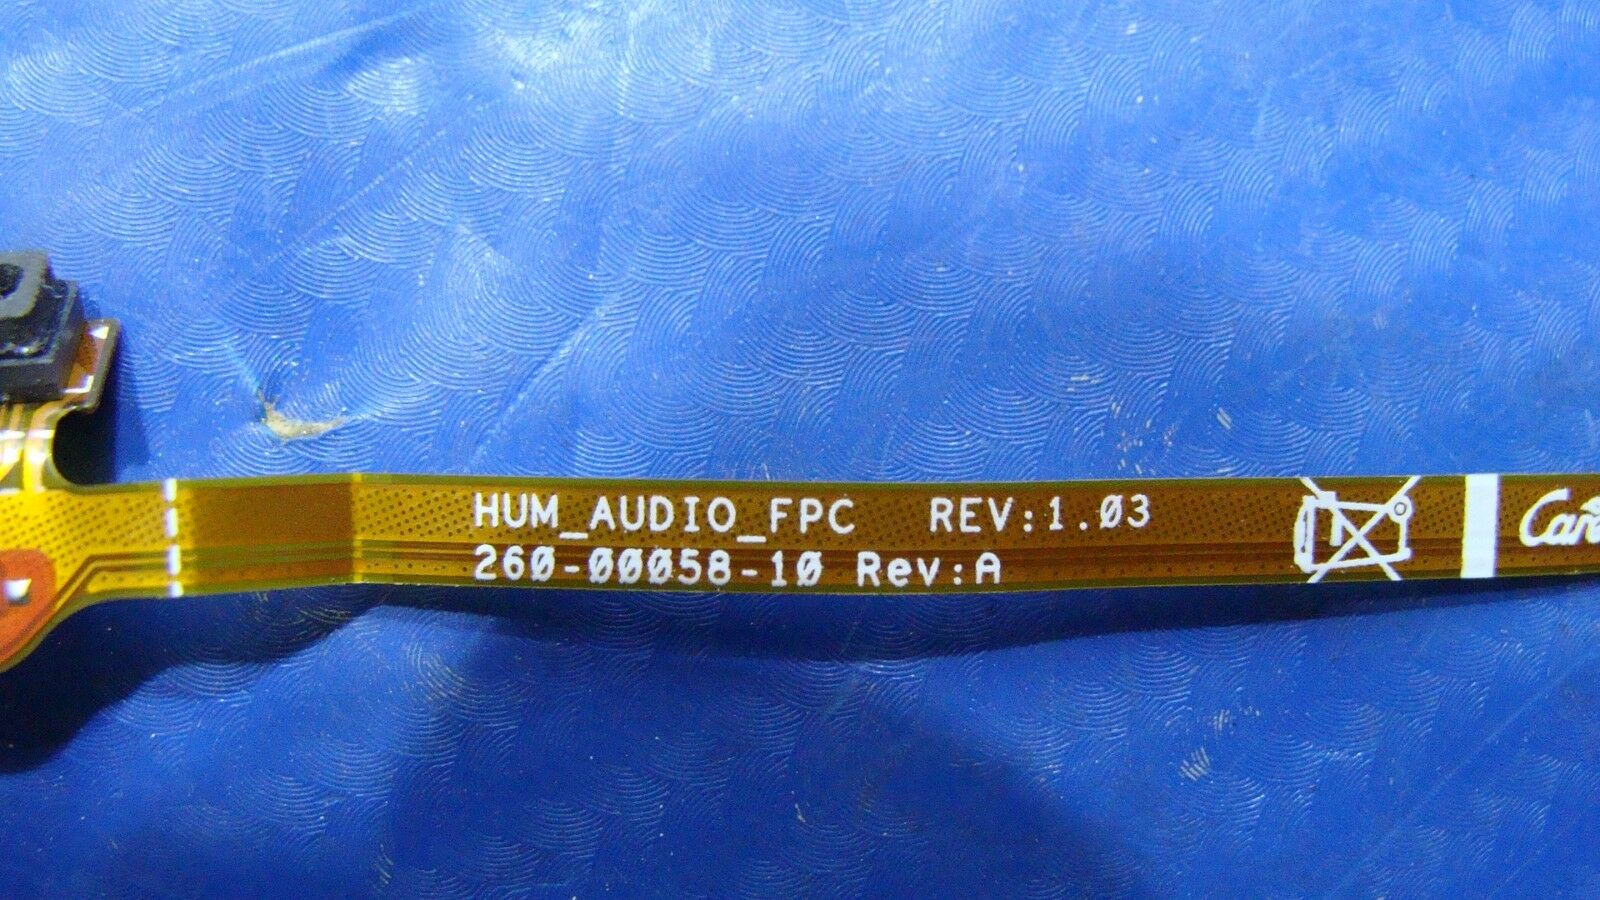 HUM_AUDIO_FPC REV:1.03
260-00058-10 Rev:A